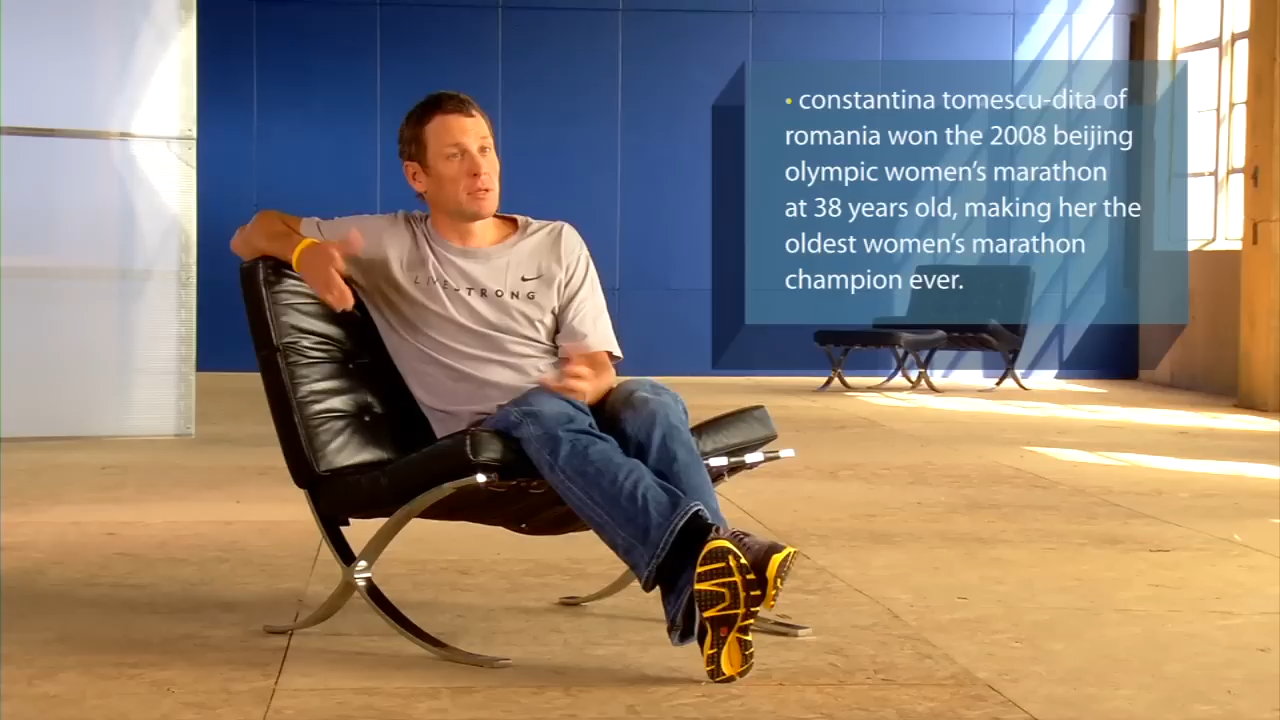 • constantina tomescu-dita of
romania won the 2008 beijing
olympic women's marathon
at 38 years old, making her the
oldest women's marathon
champion ever.